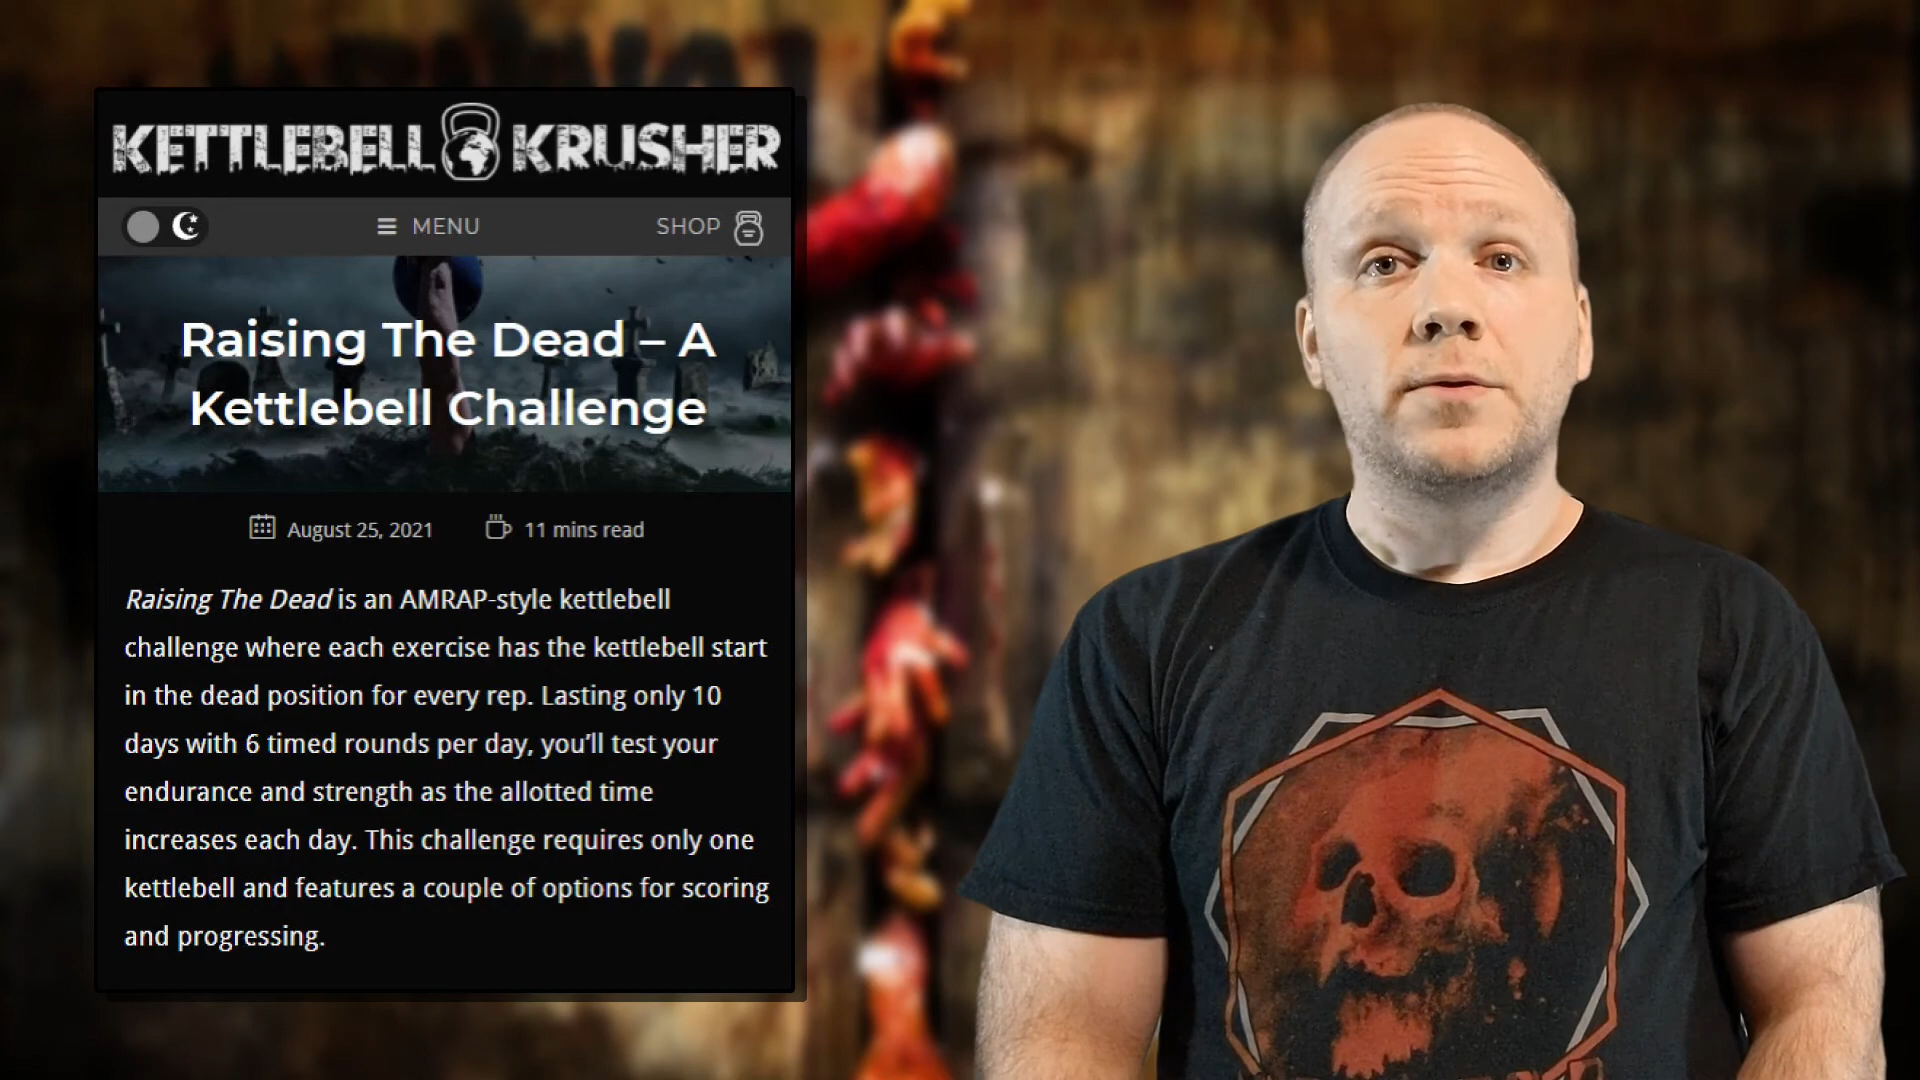 KETTLEBELL KRUSHER
MENU
SHOP
Raising The Dead – A
Kettlebell Challenge
August 25, 2021
11 mins read
Raising The Dead is an AMRAP-style kettlebell
challenge where each exercise has the kettlebell start
in the dead position for every rep. Lasting only 10
days with 6 timed rounds per day, you’ll test your
endurance and strength as the allotted time
increases each day. This challenge requires only one
kettlebell and features a couple of options for scoring
and progressing.